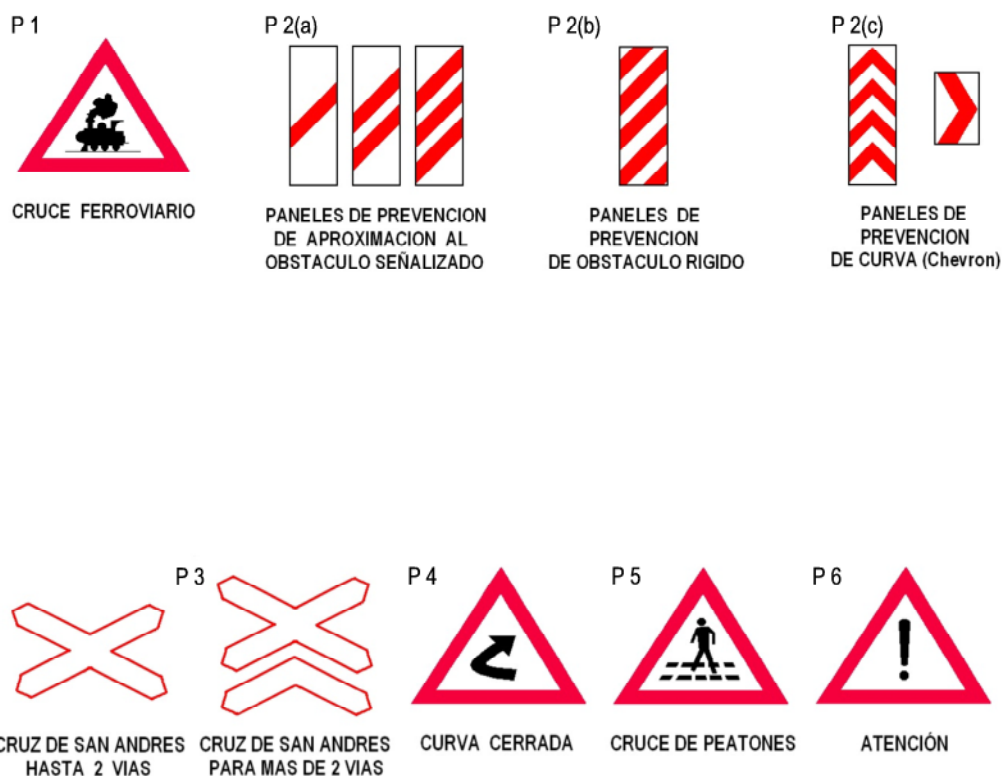 P 1
P 2(a)
P 2(b)
P 2(c)
CRUCE FERROVIARIO
PANELES DE PREVENCION
DE APROXIMACION AL
OBSTACULO SEÑALIZADO
PANELES DE
PREVENCION
DE OBSTACULO RIGIDO
PANELES DE
PREVENCION
DE CURVA (Chevron)
P 3
P 4
P 5
P 6
CRUZ DE SAN ANDRES
HASTA 2 VIAS
CRUZ DE SAN ANDRES
PARA MAS DE 2 VIAS
CURVA CERRADA
CRUCE DE PEATONES
ATENCIÓN